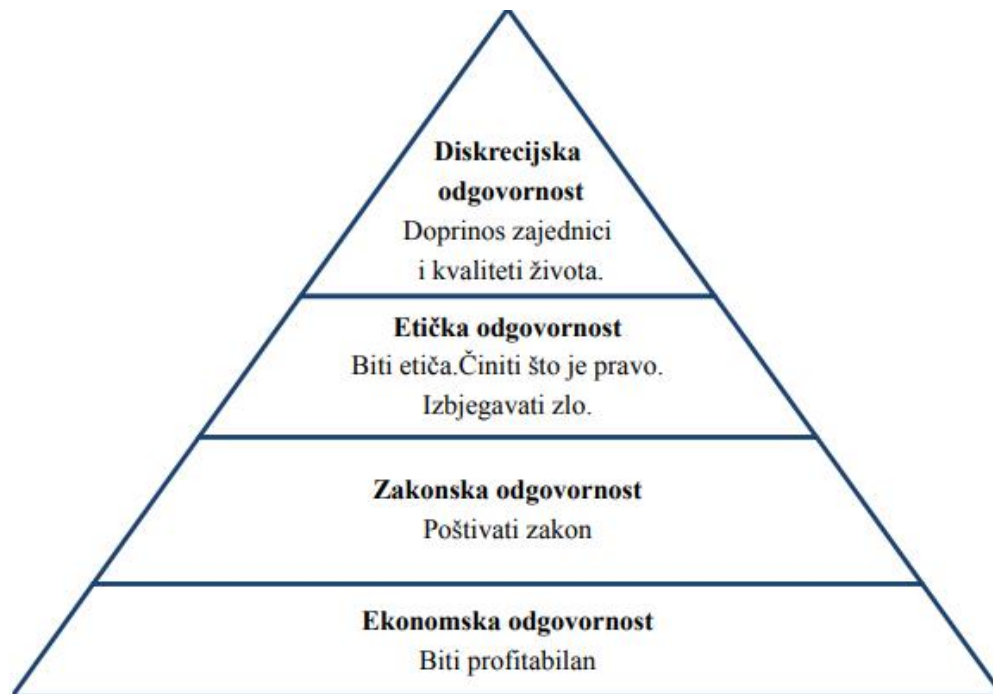 Diskrecijska
odgovornost
Doprinos zajednici
i kvaliteti života.
Etička odgovornost
Biti etiča.Činiti što je pravo.
Izbjegavati zlo.
Zakonska odgovornost
Poštivati zakon
Ekonomska odgovornost
Biti profitabilan